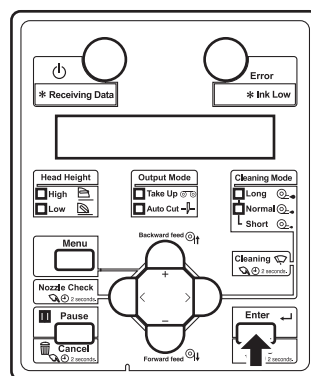 Error
* Receiving Data
* Ink Low
Head Height
High
Low
Output Mode
Take Up
Auto Cut
Cleaning Mode
Long
Normal
Short
Menu
Backward feed
Cleaning
2 seconds.
+
< >
−
Nozzle Check
2 seconds.
Pause
Cancel
2 seconds.
Forward feed
Enter
2 seconds.